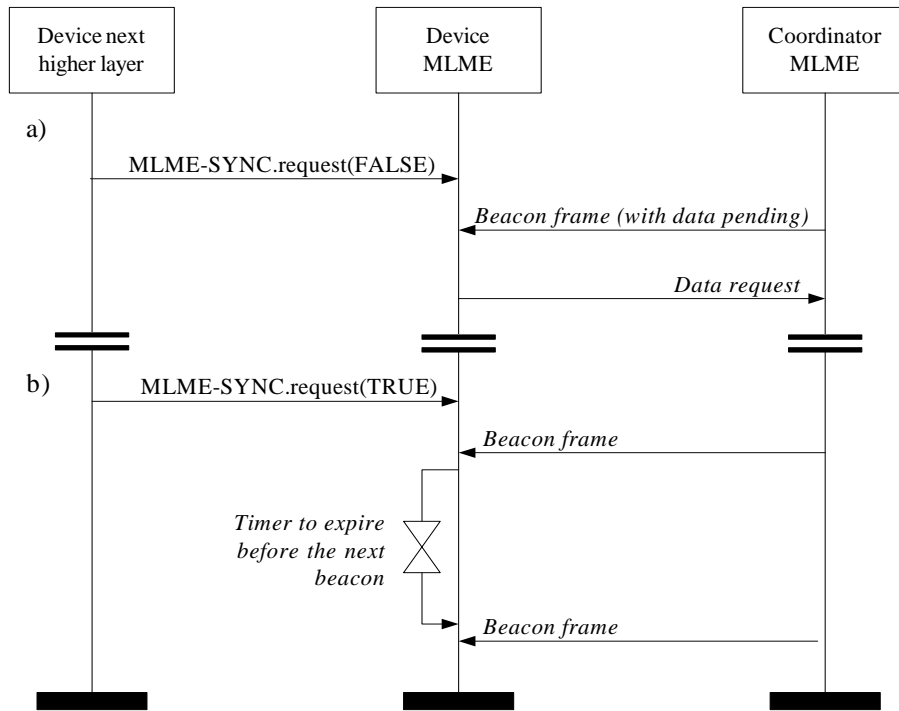 Device next
higher layer
Device
MLME
Coordinator
MLME
a)
MLME-SYNC.request(FALSE)
Beacon frame (with data pending)
Data request
b)
MLME-SYNC.request(TRUE)
Beacon frame
Timer to expire
before the next
beacon
Beacon frame